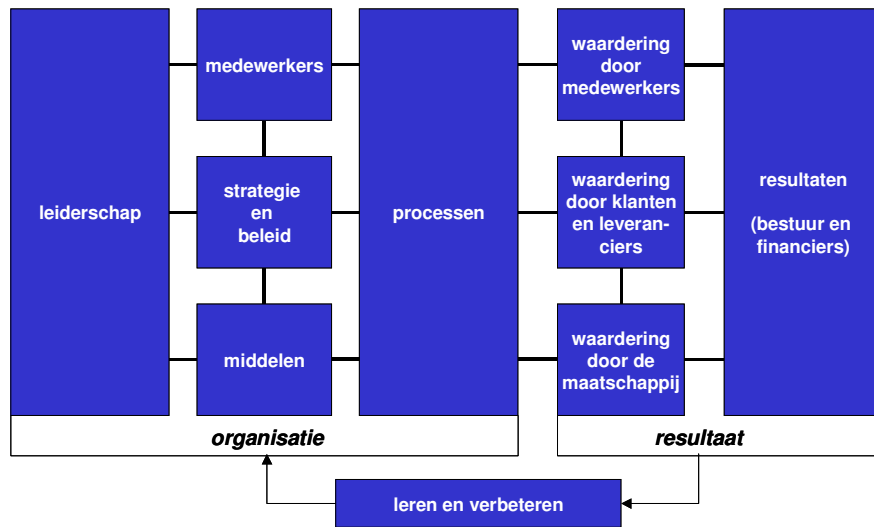 leiderschap
medewerkers
strategie
en
beleid
middelen
processen
waardering
door
medewerkers
waardering
door klanten
en leveran-
ciers
waardering
door de
maatschappij
resultaten
(bestuur en
financiers)
organisatie
resultaat
leren en verbeteren